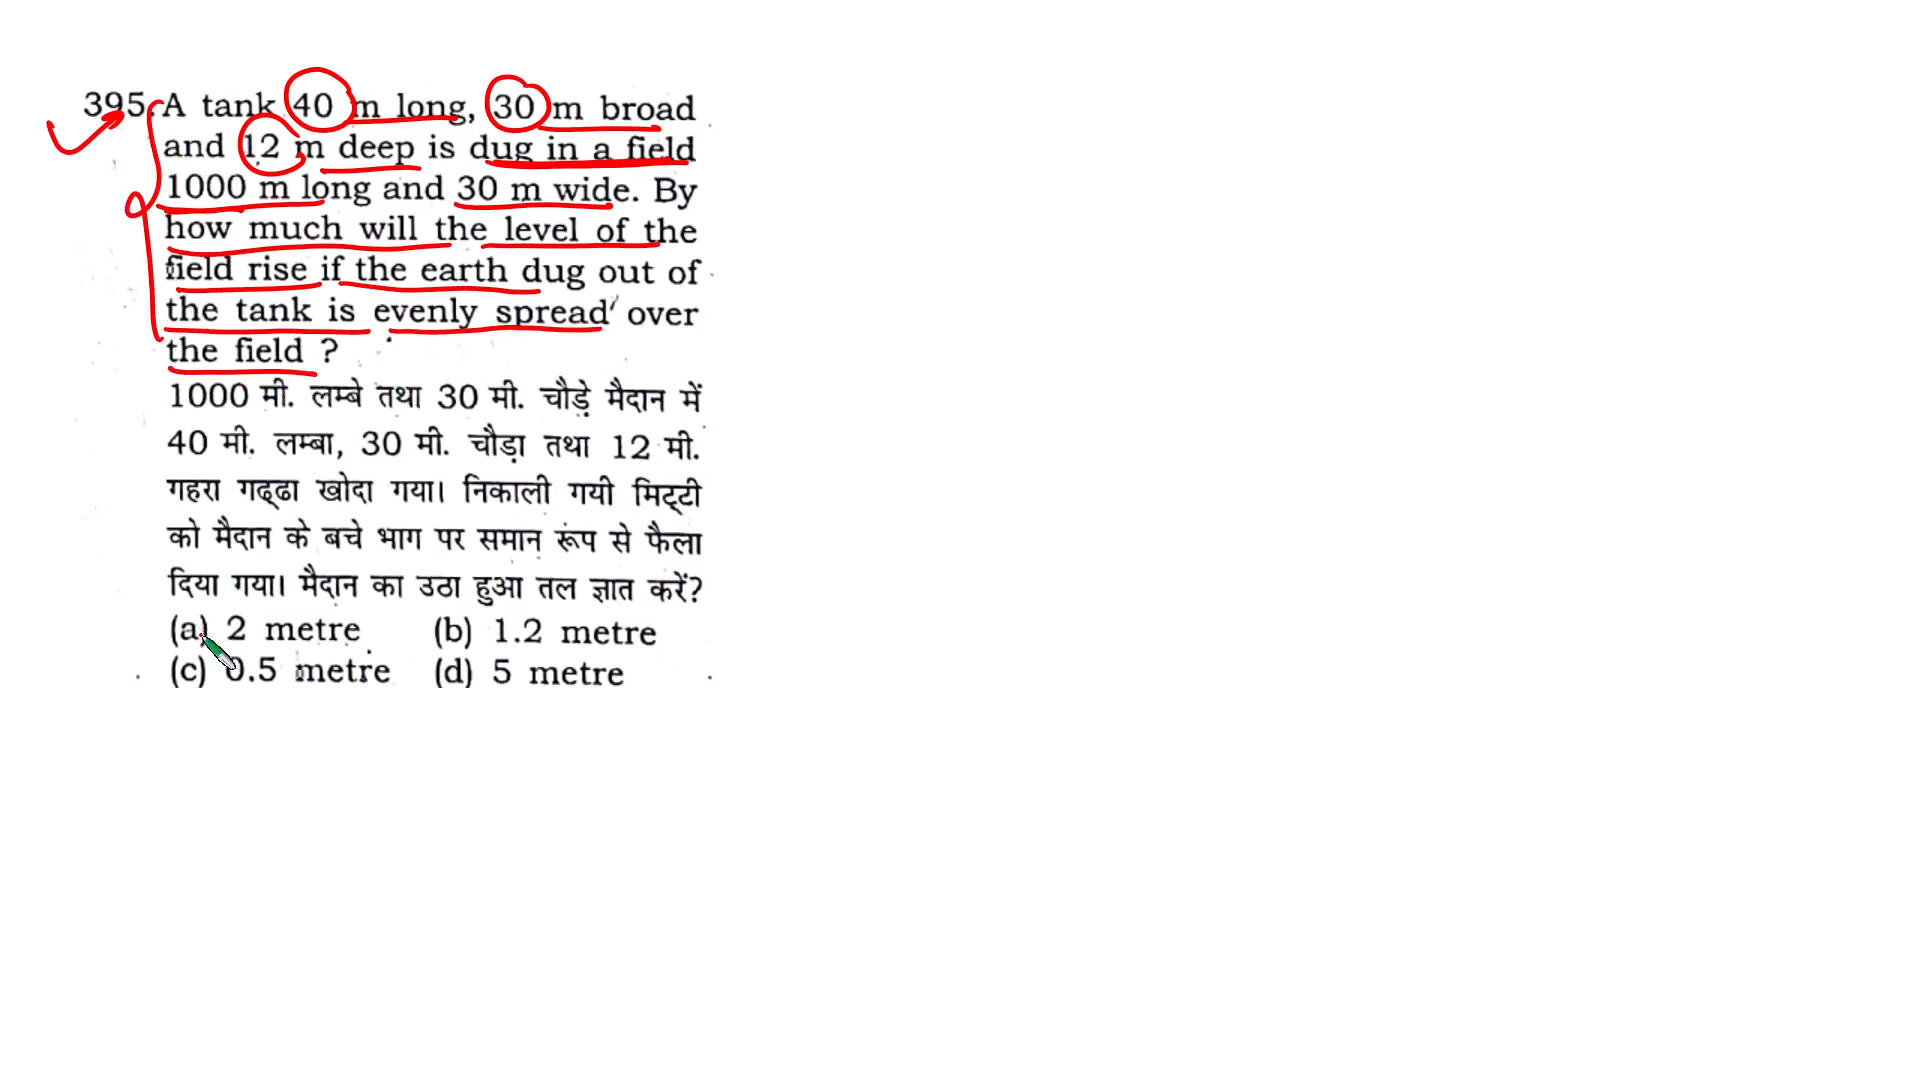 395. A tank 40 m long, 30 m broad
and 12 m deep is dug in a field
1000 m long and 30 m wide. By
how much will the level of the
field rise if the earth dug out of
the tank is evenly spread over
the field ?
1000 मी. लम्बे तथा 30 मी. चौड़े मैदान में
40 मी. लम्बा, 30 मी. चौड़ा तथा 12 मी.
गहरा गढ्ढा खोदा गया। निकाली गयी मिट्टी
को मैदान के बचे भाग पर समान रूप से फैला
दिया गया। मैदान का उठा हुआ तल ज्ञात करें?
(a) 2 metre (b) 1.2 metre
(c) 0.5 metre (d) 5 metre